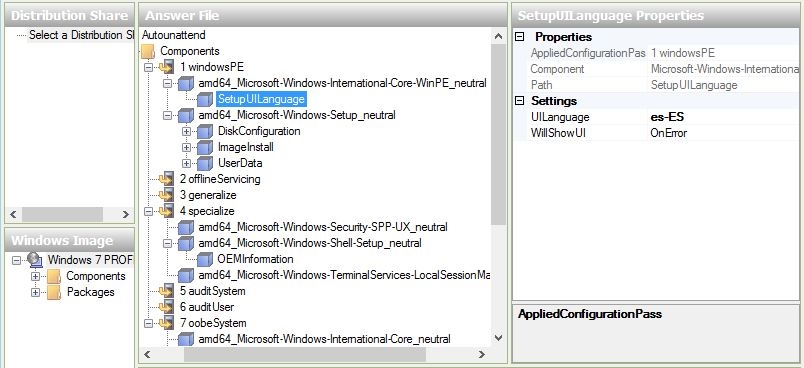 Distribution Share
Select a Distribution Sh
Windows Image
Windows 7 PROF
Components
Packages
Answer File
Autounattend
Components
1 windowsPE
amd64_Microsoft-Windows-International-Core-WinPE_neutral
SetupUILanguage
amd64_Microsoft-Windows-Setup_neutral
DiskConfiguration
ImageInstall
UserData
2 offlineServicing
3 generalize
4 specialize
amd64_Microsoft-Windows-Security-SPP-UX_neutral
amd64_Microsoft-Windows-Shell-Setup_neutral
OEMInformation
amd64_Microsoft-Windows-TerminalServices-LocalSessionMa
5 auditSystem
6 auditUser
7 oobeSystem
amd64_Microsoft-Windows-International-Core_neutral
SetupUILanguage Properties
Properties
AppliedConfigurationPas 1 windowsPE
Component Microsoft-Windows-Internationa
Path SetupUILanguage
Settings
UILanguage es-ES
WillShowUI OnError
AppliedConfigurationPass